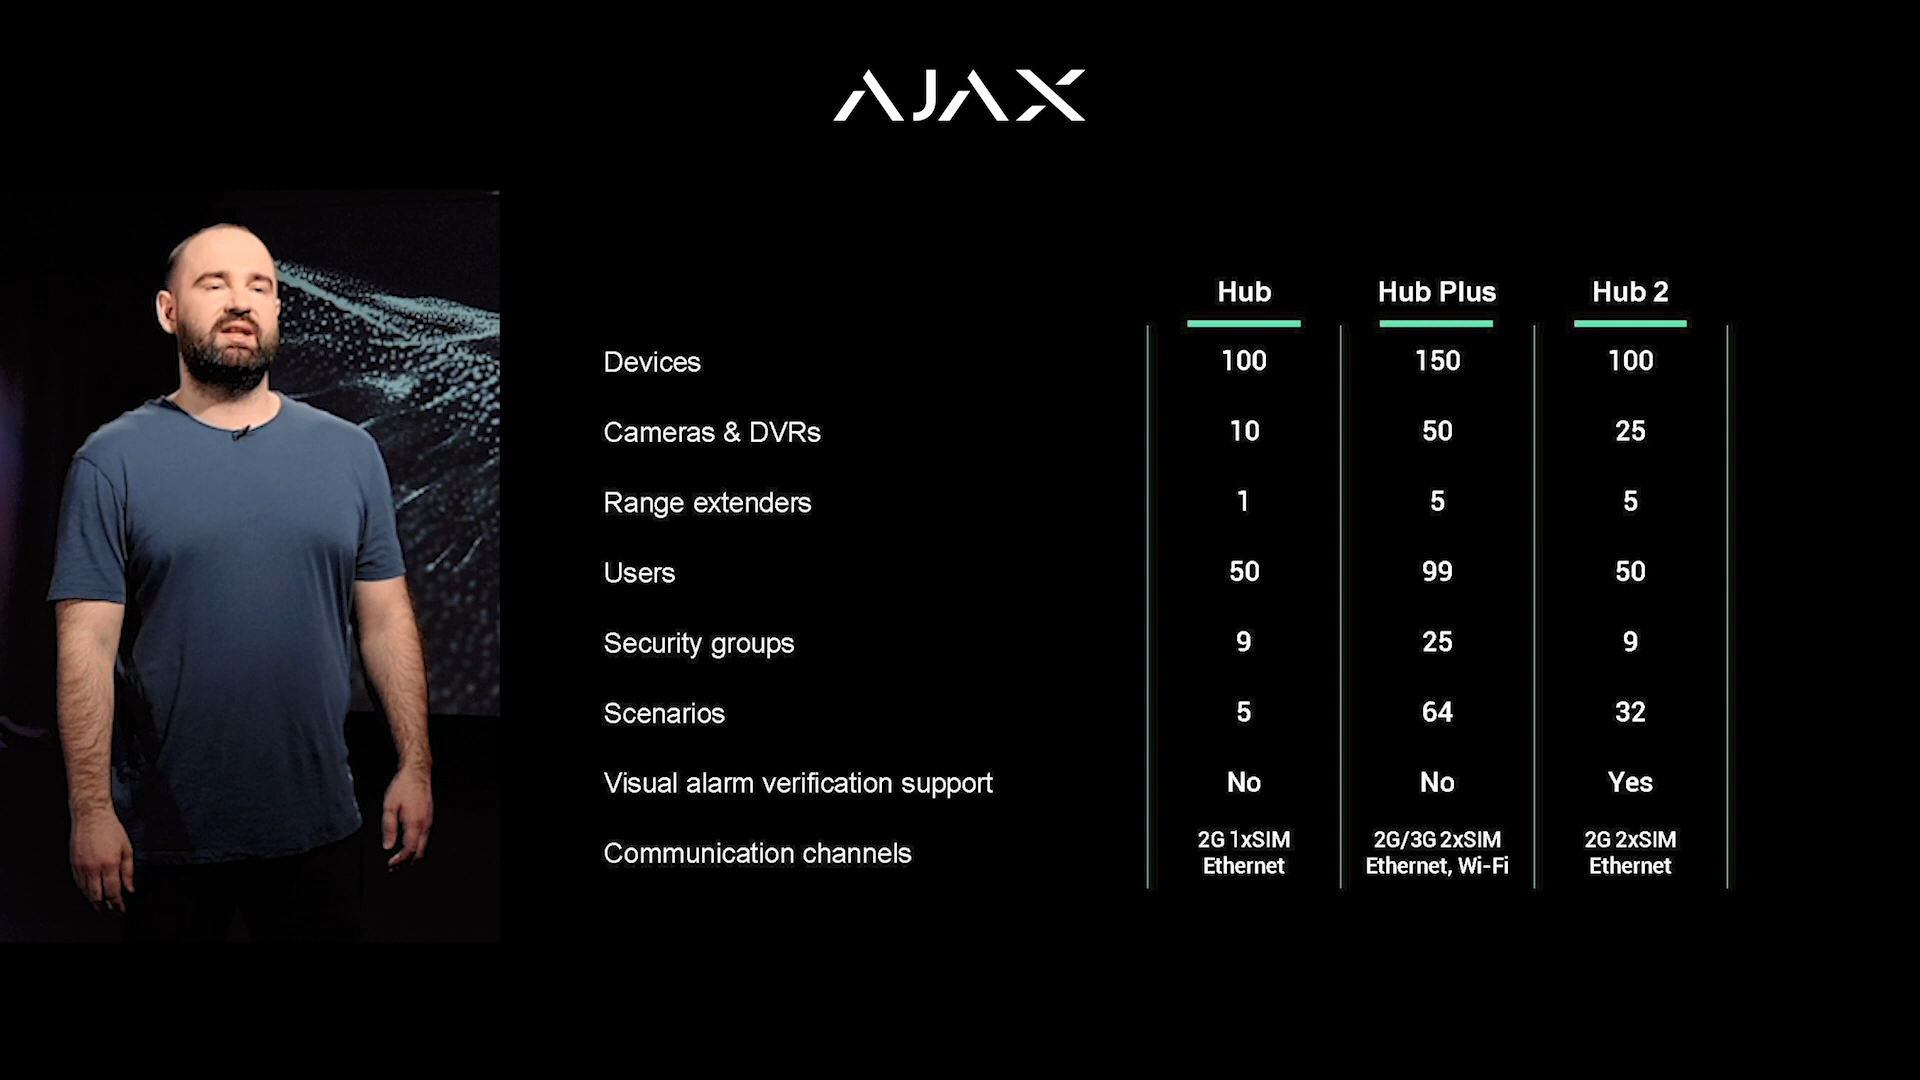 AJAX
Hub Hub Plus Hub 2
Devices 100 150 100
Cameras & DVRs 10 50 25
Range extenders 1 5 5
Users 50 99 50
Security groups 9 25 9
Scenarios 5 64 32
Visual alarm verification support No No Yes
Communication channels 2G 1xSIM 2G/3G 2xSIM 2G 2xSIM
Ethernet Ethernet, Wi-Fi Ethernet